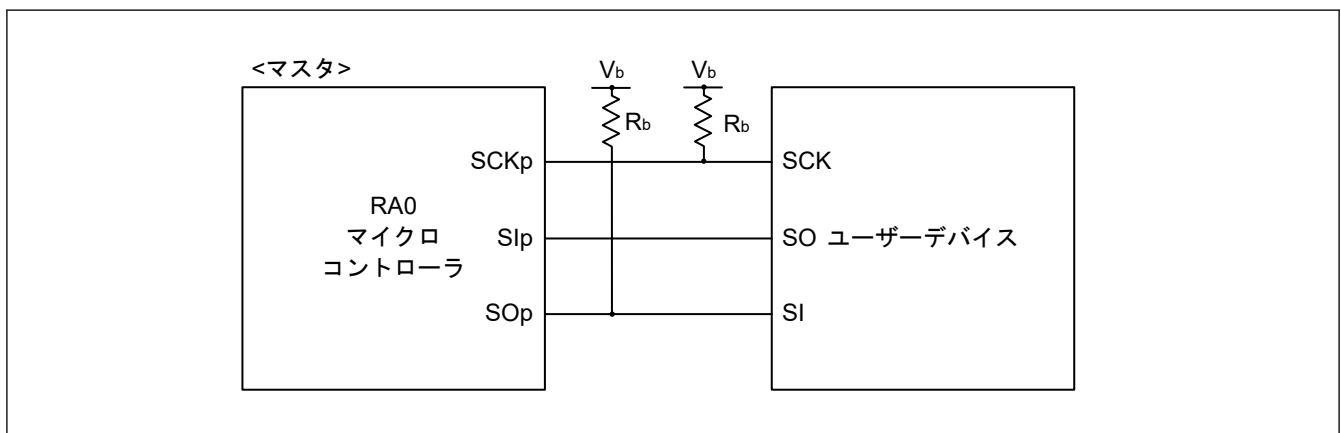 <マスタ>
Vb
Vb
Rb
Rb
SCKp
SCK
RA0
マイクロ
コントローラ
SIp
SO ユーザーデバイス
SOp
SI